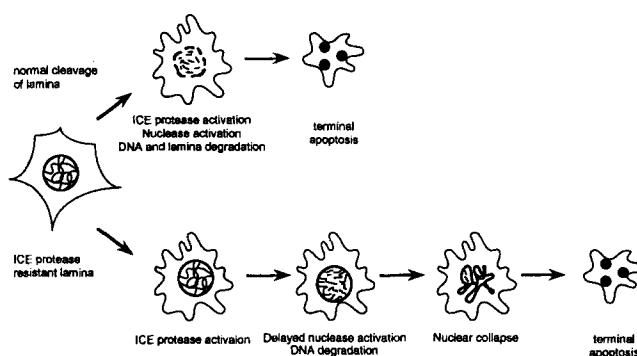 normal cleavage
of lamina
ICE protease activation
Nuclease activation
DNA and lamina degradation
terminal
apoptosis
ICE protease
resistant lamina
ICE protease activaion
Delayed nuclease activation
DNA degradation
Nuclear collapse
terminal
apoptosis